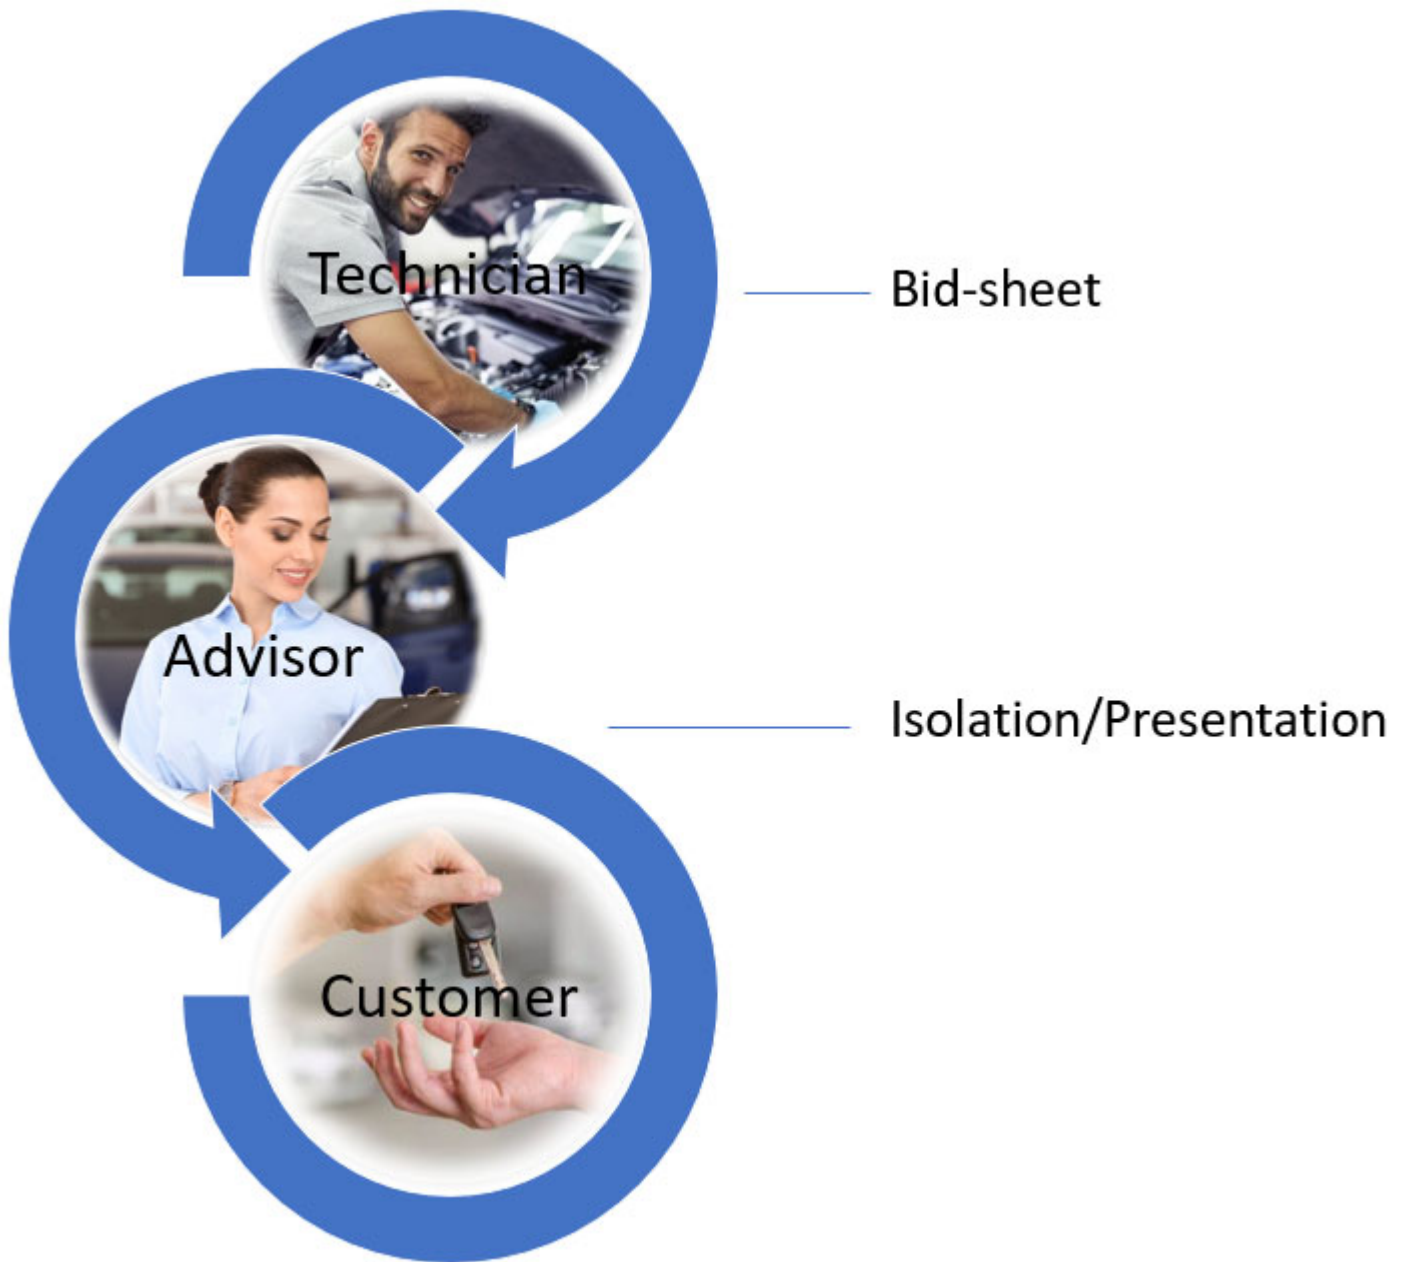 Technician
Bid-sheet
Advisor
Isolation/Presentation
Customer